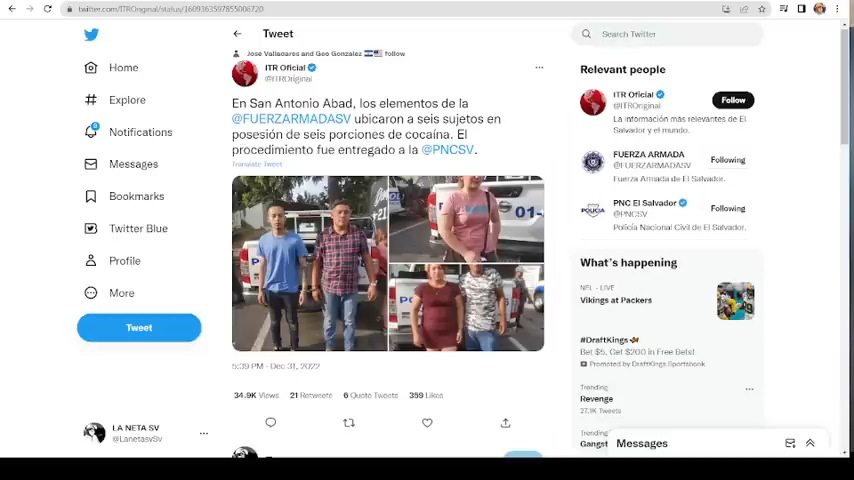 twitter.com/ITROriginal/status/1609363597855006720
Tweet
Jose Valladares and Geo Gonzalez follow
ITR Oficial
@ITROriginal
En San Antonio Abad, los elementos de la
@FUERZARMADASV ubicaron a seis sujetos en
posesión de seis porciones de cocaína. El
procedimiento fue entregado a la @PNCSV.
Translate Tweet
01-
5:39 PM · Dec 31, 2022
34.9K Views 21 Retweets 6 Quote Tweets 359 Likes
Home
Explore
Notifications
Messages
Bookmarks
Twitter Blue
Profile
More
Tweet
LA NETA SV
@LanetasvSv
Search Twitter
Relevant people
ITR Oficial
@ITROriginal
Follow
La información más relevantes de El
Salvador y el mundo.
FUERZA ARMADA
@FUERZARMADASV
Following
Fuerza Armada de El Salvador.
POLICIA
PNC El Salvador
@PNCSV
Following
Policía Nacional Civil de El Salvador.
What's happening
NFL · LIVE
Vikings at Packers
#DraftKings
Bet $5, Get $200 in Free Bets!
Promoted by DraftKings Sportsbook
Trending
Revenge
27.1K Tweets
Trending
Gangst
Messages